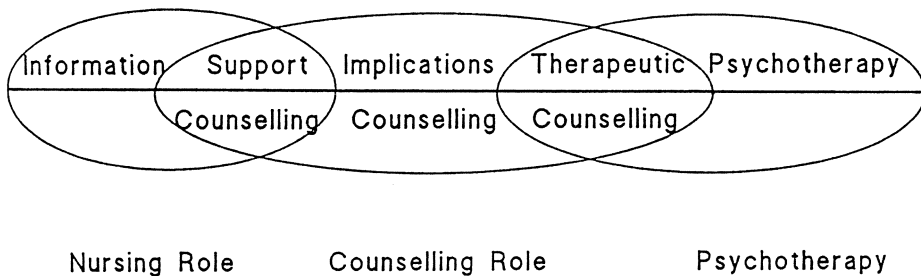 Information Support Implications Therapeutic Psychotherapy
Counselling Counselling Counselling
Nursing Role Counselling Role Psychotherapy